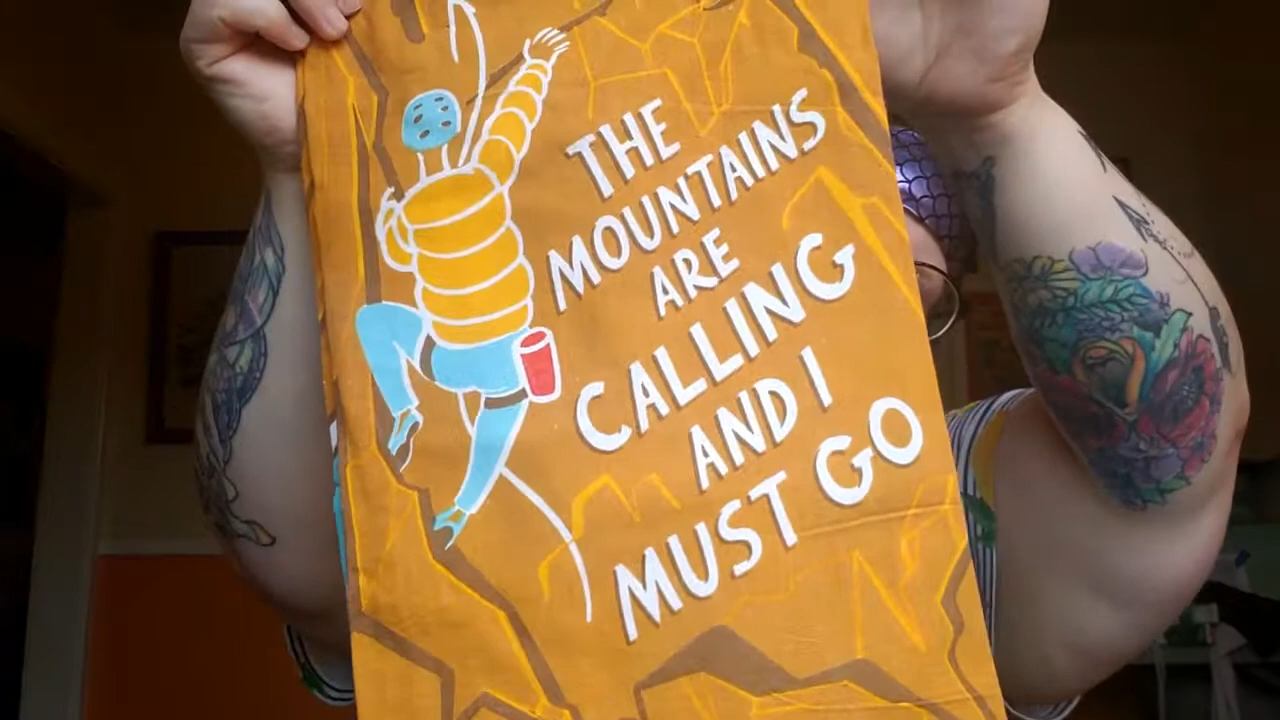 THE
MOUNTAINS
ARE
CALLING
AND I
MUST GO